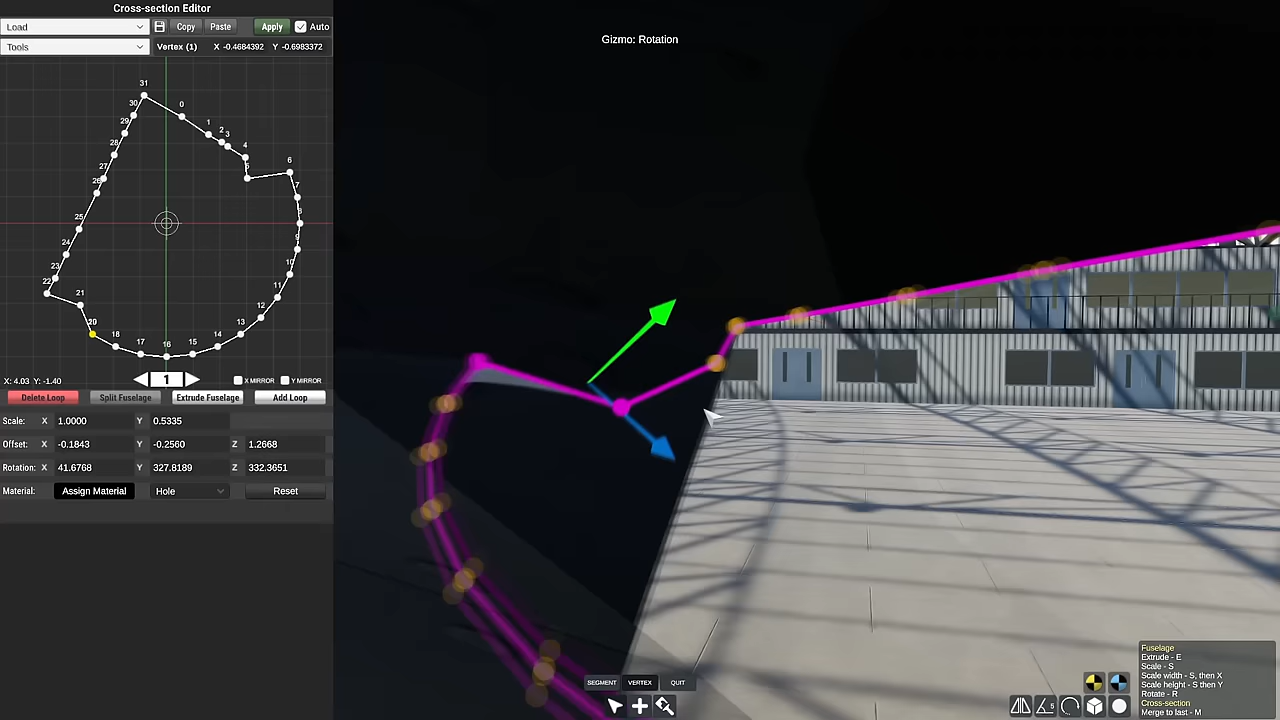 Cross-section Editor
Load Copy Paste Apply Auto
Tools Vertex (1) X -0.4684392 Y -0.6983372
Gizmo: Rotation
31
30 0
29 1
2 3
28 4
27 5 6
26 7
25 8
24 9
23 10
22 21 11
20 12
18 17 16 15 14 13
X: 4.03 Y: -1.40 1 X MIRROR Y MIRROR
Delete Loop Split Fuselage Extrude Fuselage Add Loop
Scale: X 1.0000 Y 0.5335
Offset: X -0.1843 Y -0.2560 Z 1.2668
Rotation: X 41.6768 Y 327.8189 Z 332.3651
Material: Assign Material Hole Reset
SEGMENT VERTEX QUIT
Fuselage
Extrude - E
Scale - S
Scale width - S, then X
Scale height - S then Y
Rotate - R
Cross-section
Merge to last - M